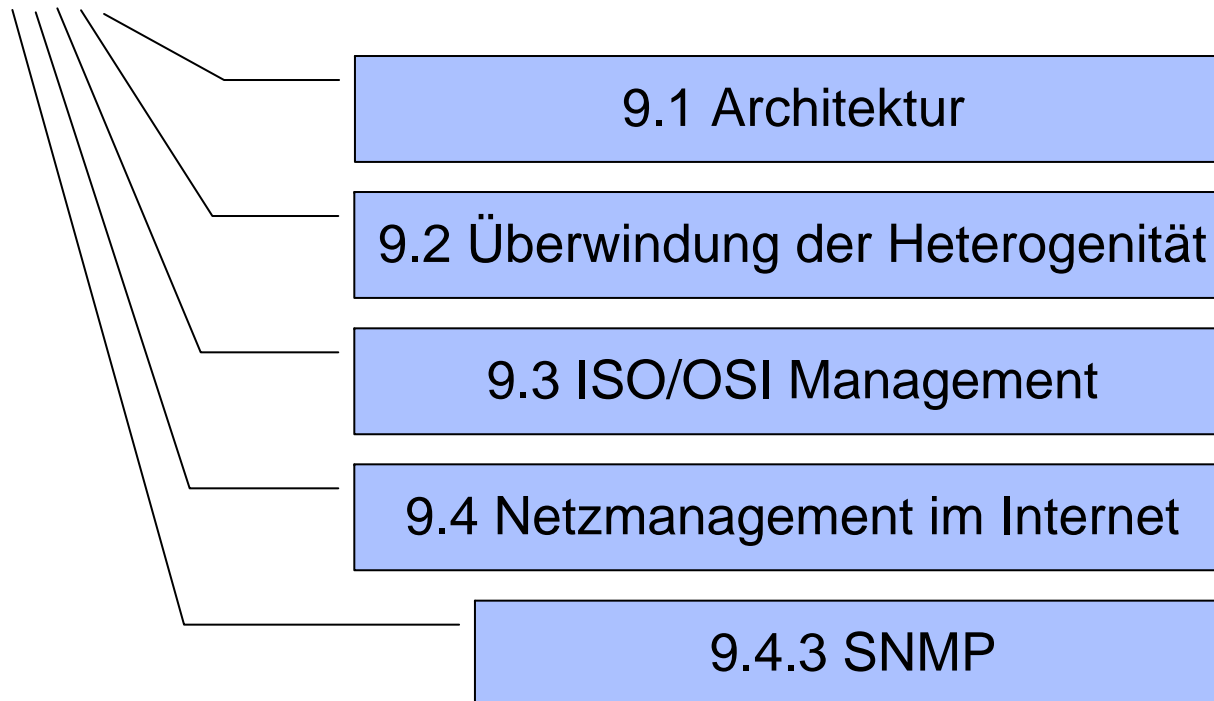 9.1 Architektur
9.2 Überwindung der Heterogenität
9.3 ISO/OSI Management
9.4 Netzmanagement im Internet
9.4.3 SNMP